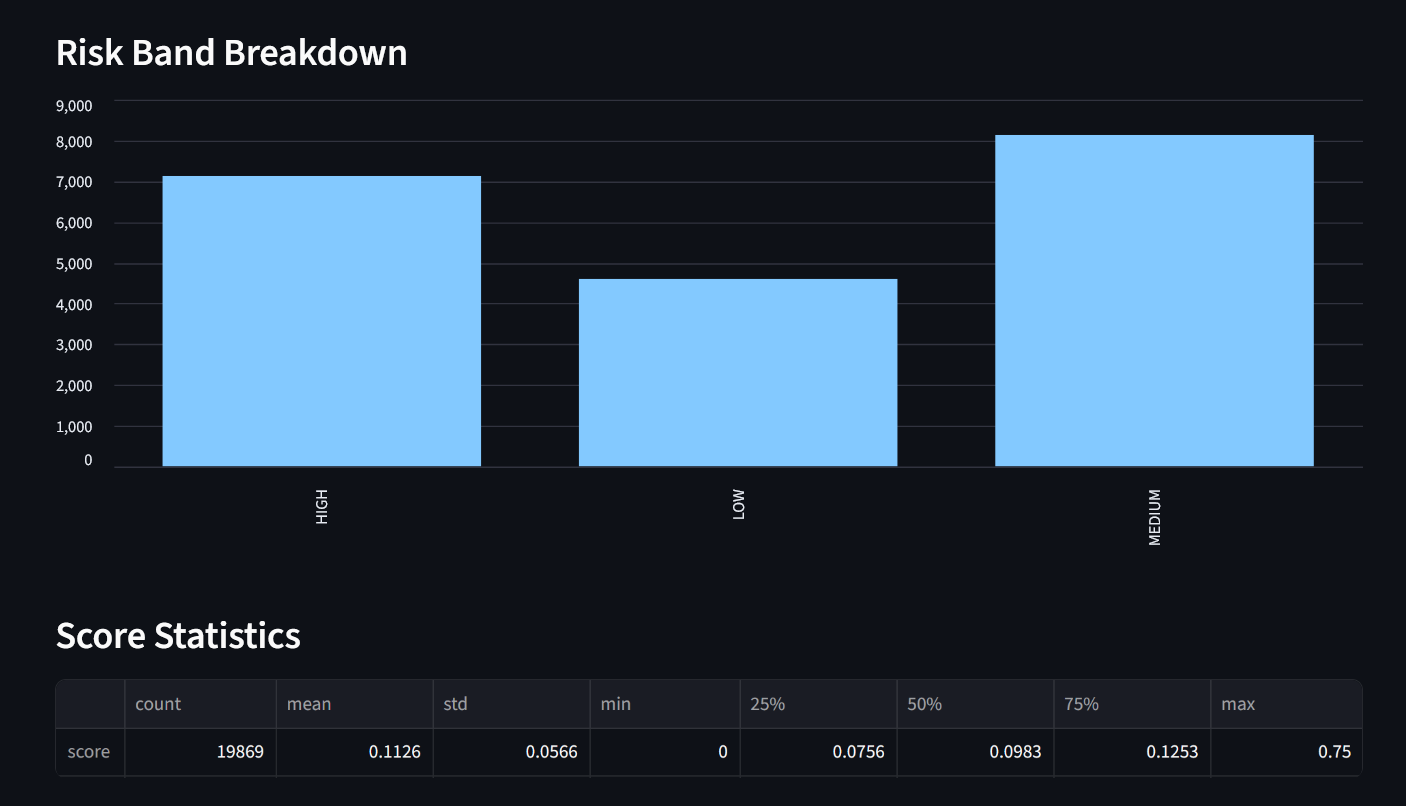 Risk Band Breakdown
9,000
8,000
7,000
6,000
5,000
4,000
3,000
2,000
1,000
0
HIGH
LOW
MEDIUM
Score Statistics
count mean std min 25% 50% 75% max
score 19869 0.1126 0.0566 0 0.0756 0.0983 0.1253 0.75